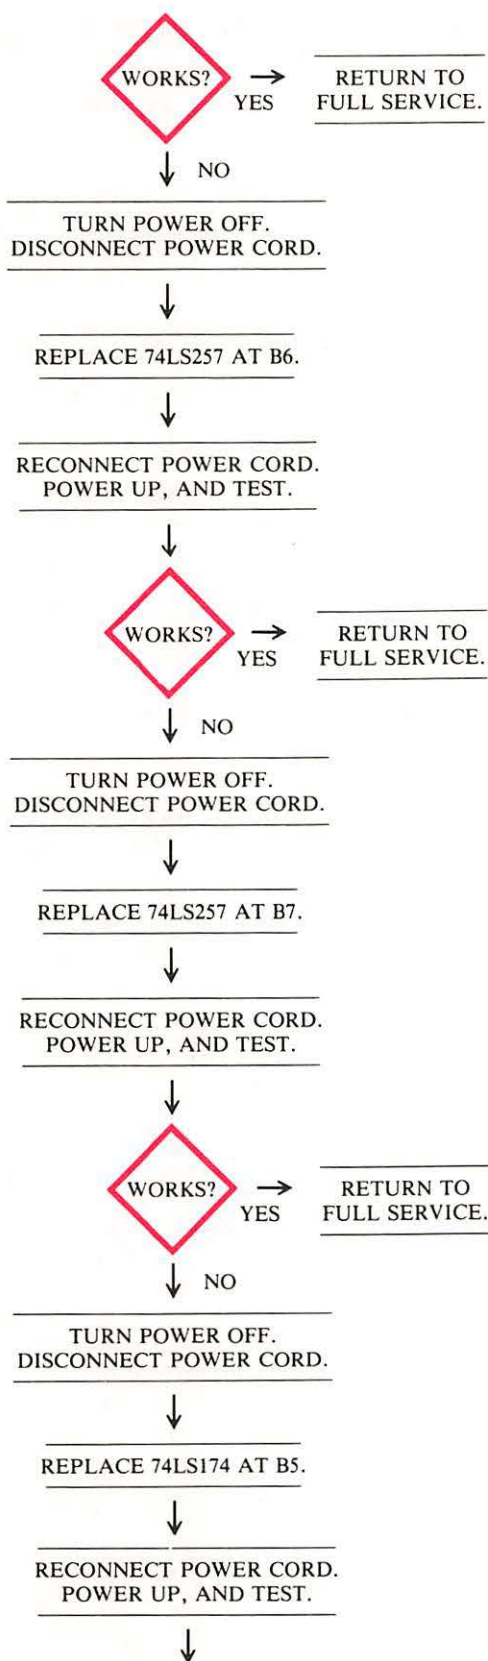 WORKS?
YES
RETURN TO
FULL SERVICE.
NO
TURN POWER OFF.
DISCONNECT POWER CORD.
REPLACE 74LS257 AT B6.
RECONNECT POWER CORD.
POWER UP, AND TEST.
WORKS?
YES
RETURN TO
FULL SERVICE.
NO
TURN POWER OFF.
DISCONNECT POWER CORD.
REPLACE 74LS257 AT B7.
RECONNECT POWER CORD.
POWER UP, AND TEST.
WORKS?
YES
RETURN TO
FULL SERVICE.
NO
TURN POWER OFF.
DISCONNECT POWER CORD.
REPLACE 74LS174 AT B5.
RECONNECT POWER CORD.
POWER UP, AND TEST.